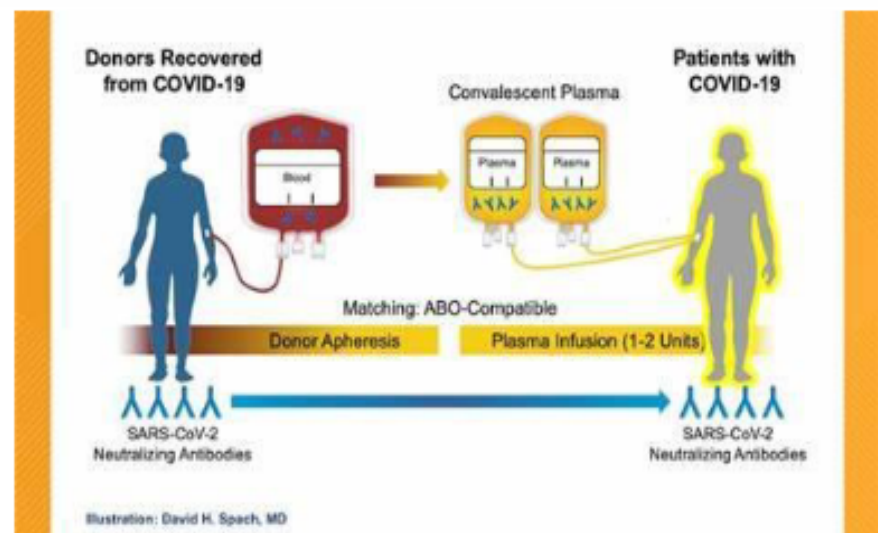 Donors Recovered
from COVID-19
Patients with
COVID-19
Convalescent Plasma
Blood
Plasma
Plasma
Matching: ABO-Compatible
Donor Apheresis
Plasma Infusion (1-2 Units)
SARS-CoV-2
Neutralizing Antibodies
SARS-CoV-2
Neutralizing Antibodies
Illustration: David H. Spach, MD